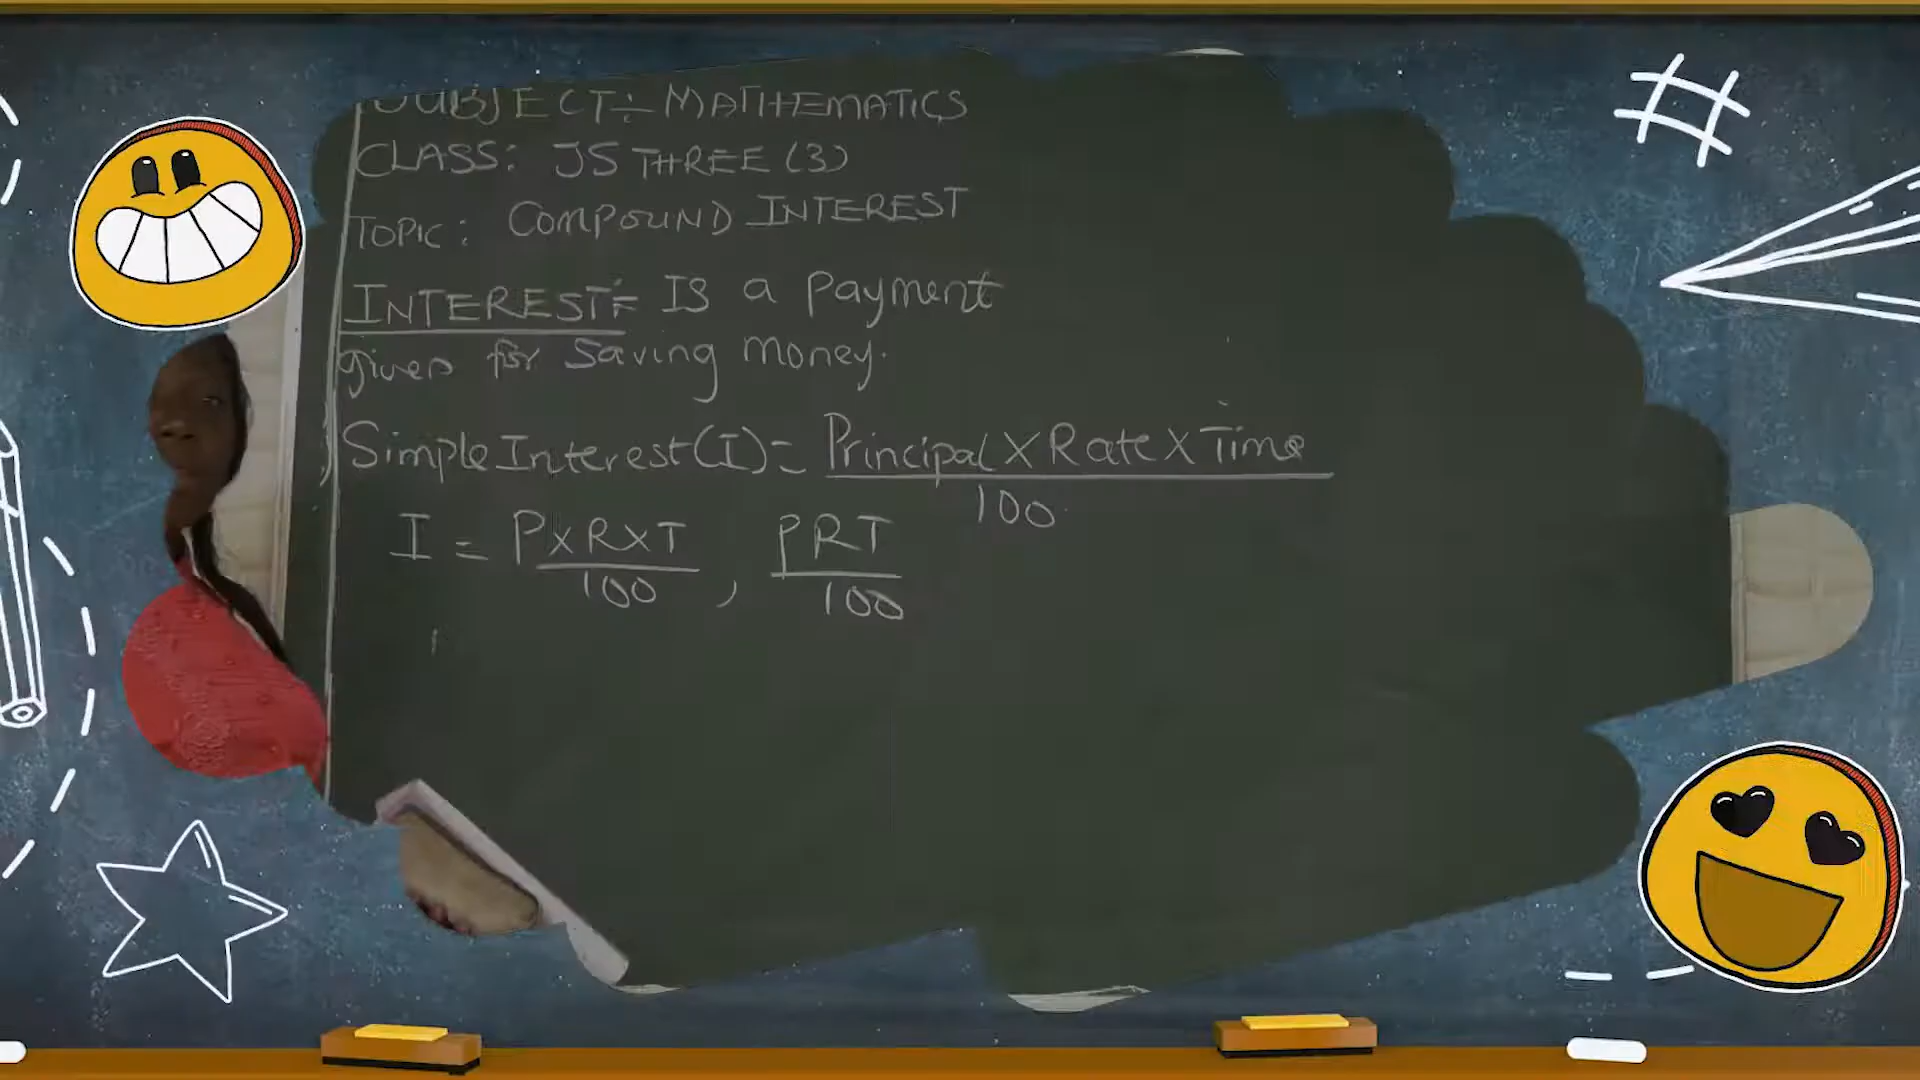 SUBJECT:- MATHEMATICS
CLASS: JS THREE (3)
TOPIC: COMPOUND INTEREST
INTEREST:- IS a Payment
given for Saving money.
Simple Interest (I) = Principal X Rate X Time
100
I = PXRXT , PRT
100 100